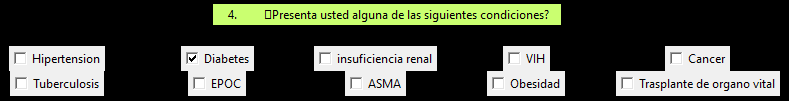 4. ▯Presenta usted alguna de las siguientes condiciones?
Hipertension Diabetes insuficiencia renal VIH Cancer
Tuberculosis EPOC ASMA Obesidad Trasplante de organo vital